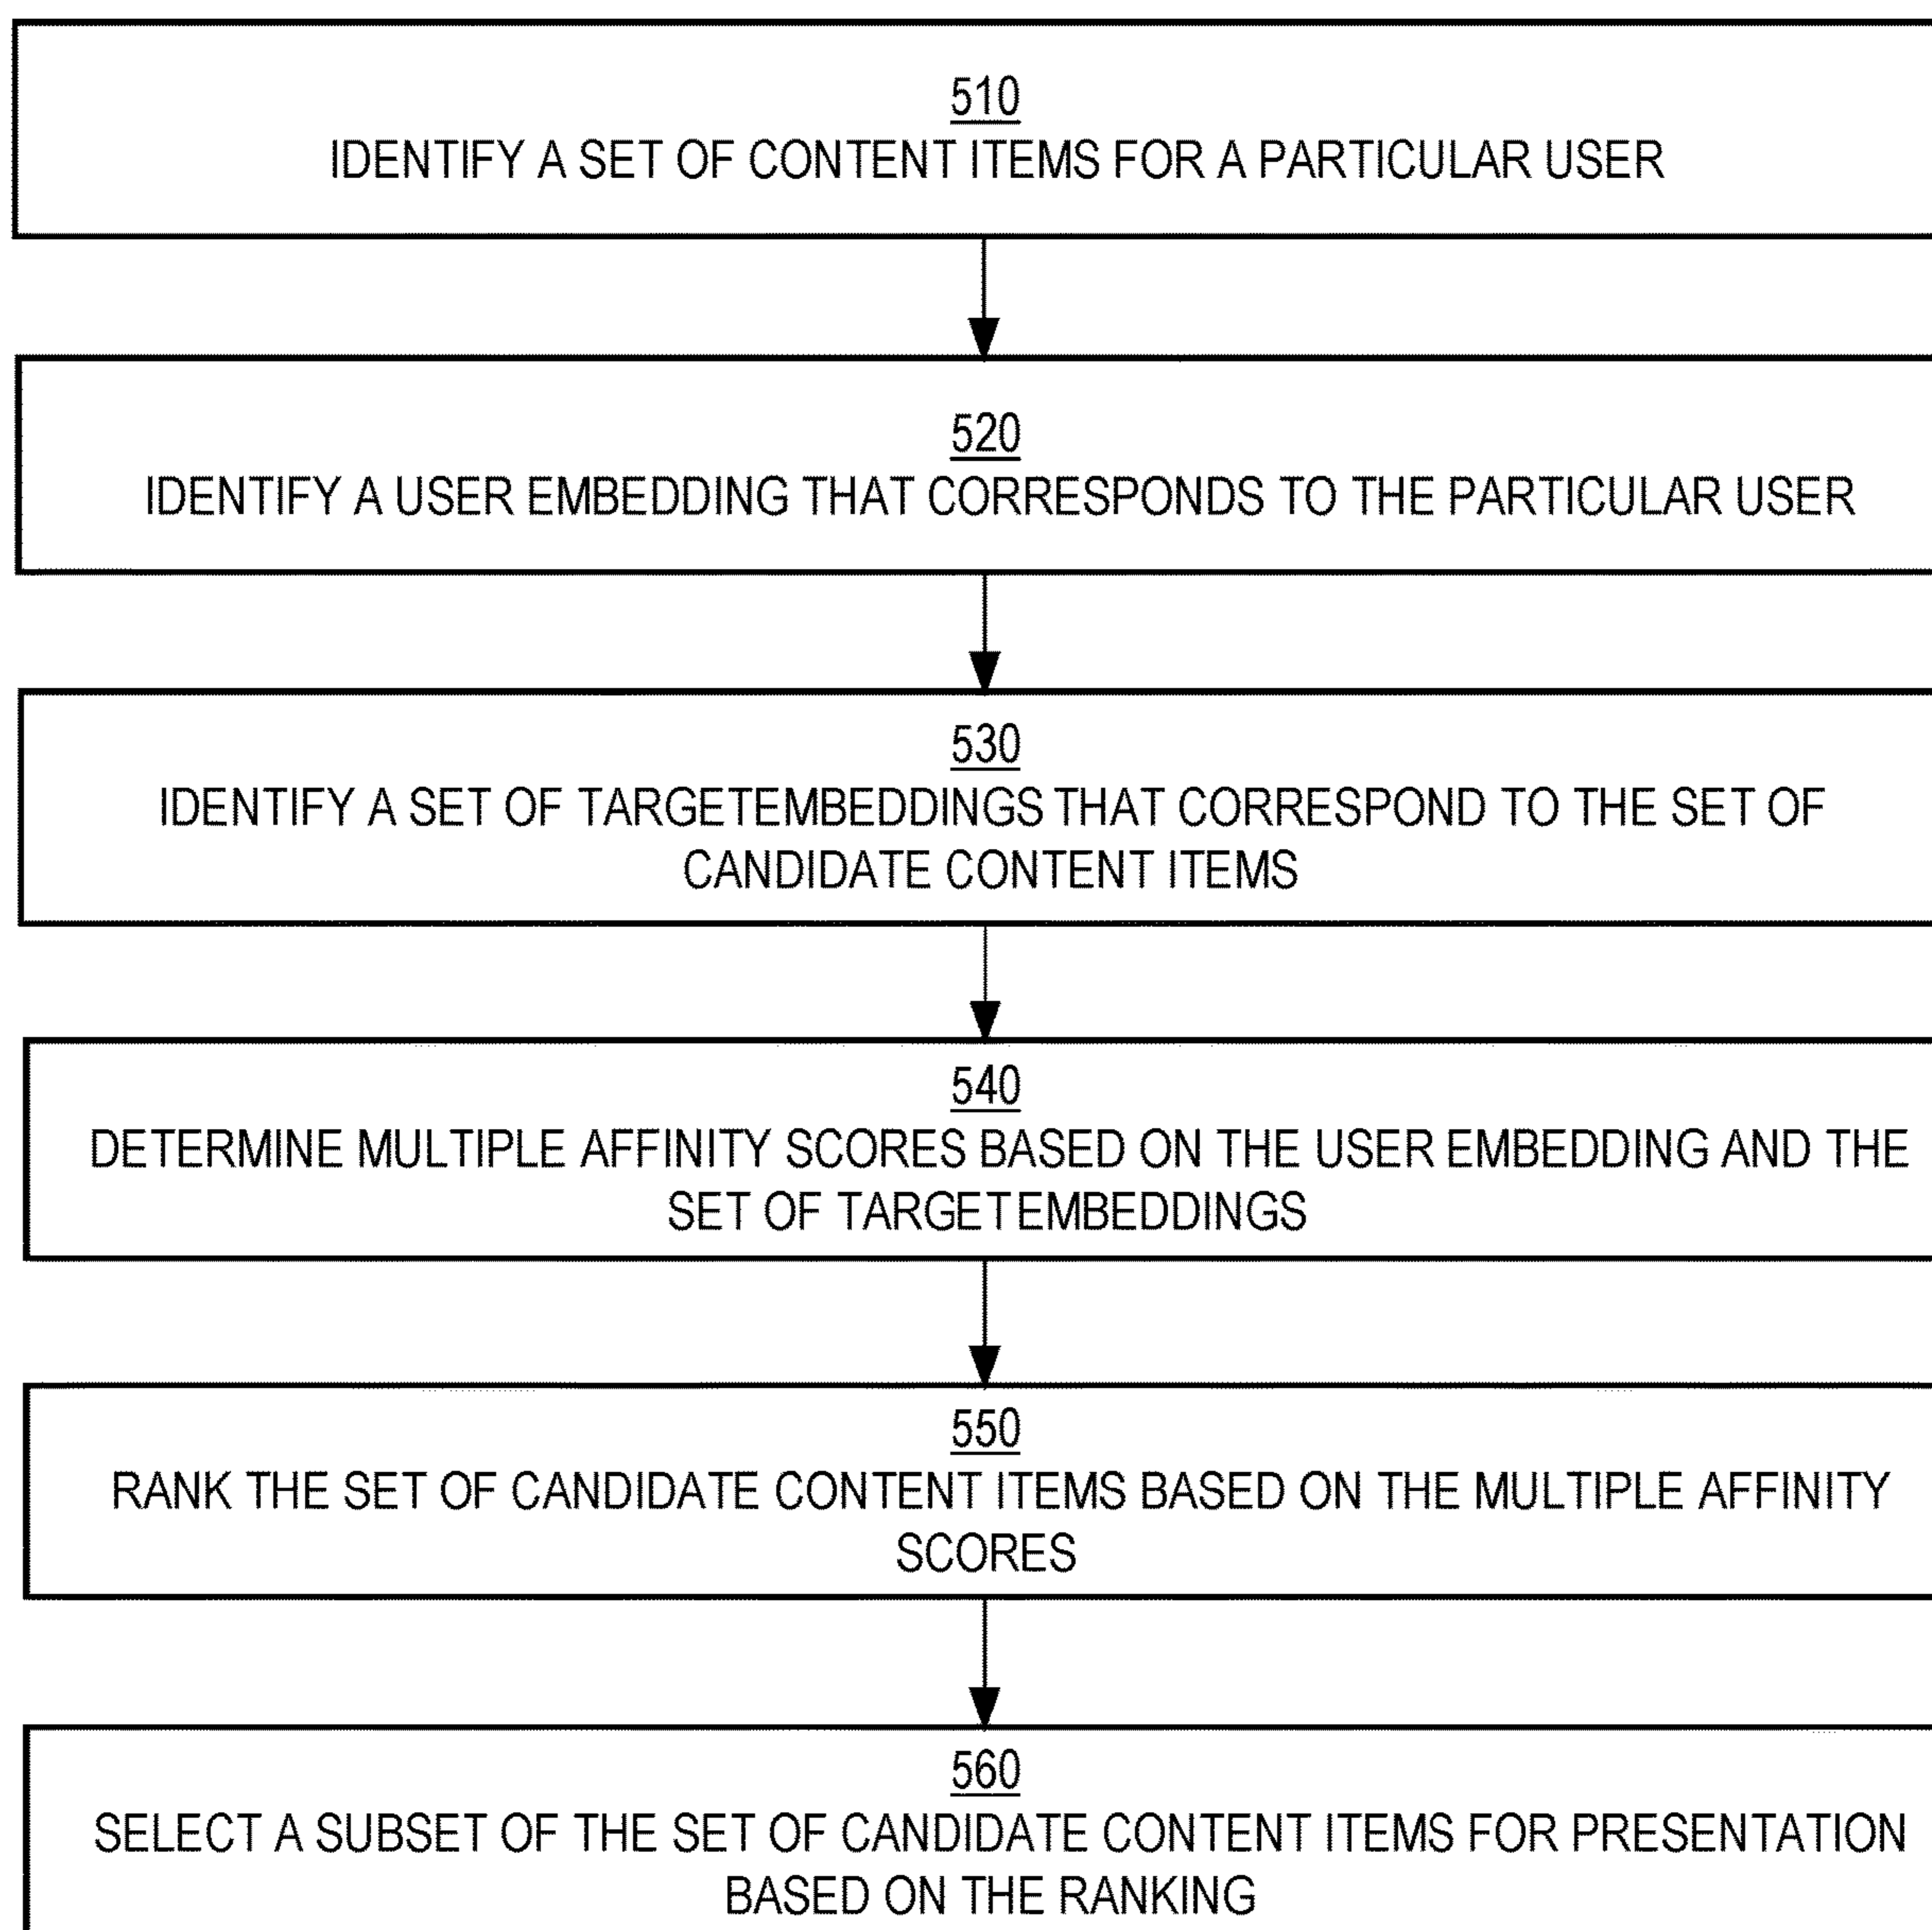 510
IDENTIFY A SET OF CONTENT ITEMS FOR A PARTICULAR USER
520
IDENTIFY A USER EMBEDDING THAT CORRESPONDS TO THE PARTICULAR USER
530
IDENTIFY A SET OF TARGETEMBEDDINGS THAT CORRESPOND TO THE SET OF
CANDIDATE CONTENT ITEMS
540
DETERMINE MULTIPLE AFFINITY SCORES BASED ON THE USER EMBEDDING AND THE
SET OF TARGETEMBEDDINGS
550
RANK THE SET OF CANDIDATE CONTENT ITEMS BASED ON THE MULTIPLE AFFINITY
SCORES
560
SELECT A SUBSET OF THE SET OF CANDIDATE CONTENT ITEMS FOR PRESENTATION
BASED ON THE RANKING